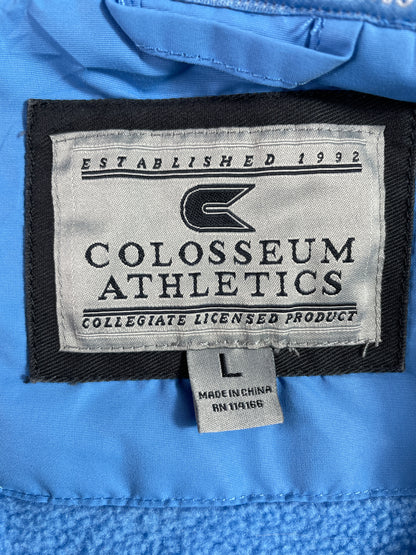 ESTABLISHED 1992
COLOSSEUM
ATHLETICS
COLLEGIATE LICENSED PRODUCT
L
MADE IN CHINA
RN 114166